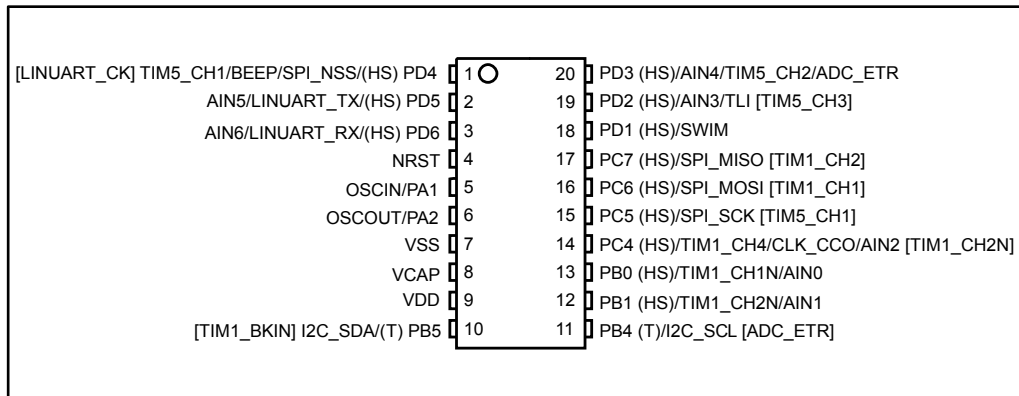 [LINUART_CK] TIM5_CH1/BEEP/SPI_NSS/(HS) PD4 1 20 PD3 (HS)/AIN4/TIM5_CH2/ADC_ETR
AIN5/LINUART_TX/(HS) PD5 2 19 PD2 (HS)/AIN3/TLI [TIM5_CH3]
AIN6/LINUART_RX/(HS) PD6 3 18 PD1 (HS)/SWIM
NRST 4 17 PC7 (HS)/SPI_MISO [TIM1_CH2]
OSCIN/PA1 5 16 PC6 (HS)/SPI_MOSI [TIM1_CH1]
OSCOUT/PA2 6 15 PC5 (HS)/SPI_SCK [TIM5_CH1]
VSS 7 14 PC4 (HS)/TIM1_CH4/CLK_CCO/AIN2 [TIM1_CH2N]
VCAP 8 13 PB0 (HS)/TIM1_CH1N/AIN0
VDD 9 12 PB1 (HS)/TIM1_CH2N/AIN1
[TIM1_BKIN] I2C_SDA/(T) PB5 10 11 PB4 (T)/I2C_SCL [ADC_ETR]